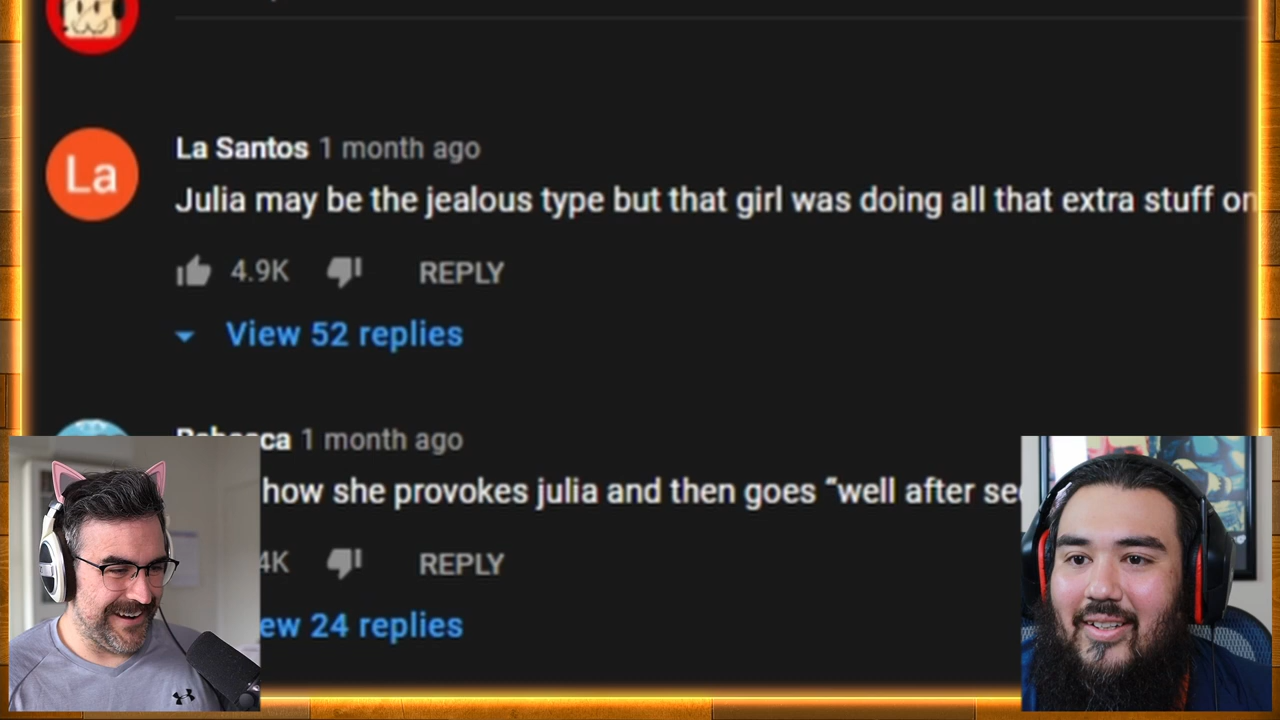 La Santos 1 month ago
La
Julia may be the jealous type but that girl was doing all that extra stuff on
4.9K REPLY
View 52 replies
1 month ago
how she provokes julia and then goes “well after
4K REPLY
24 replies